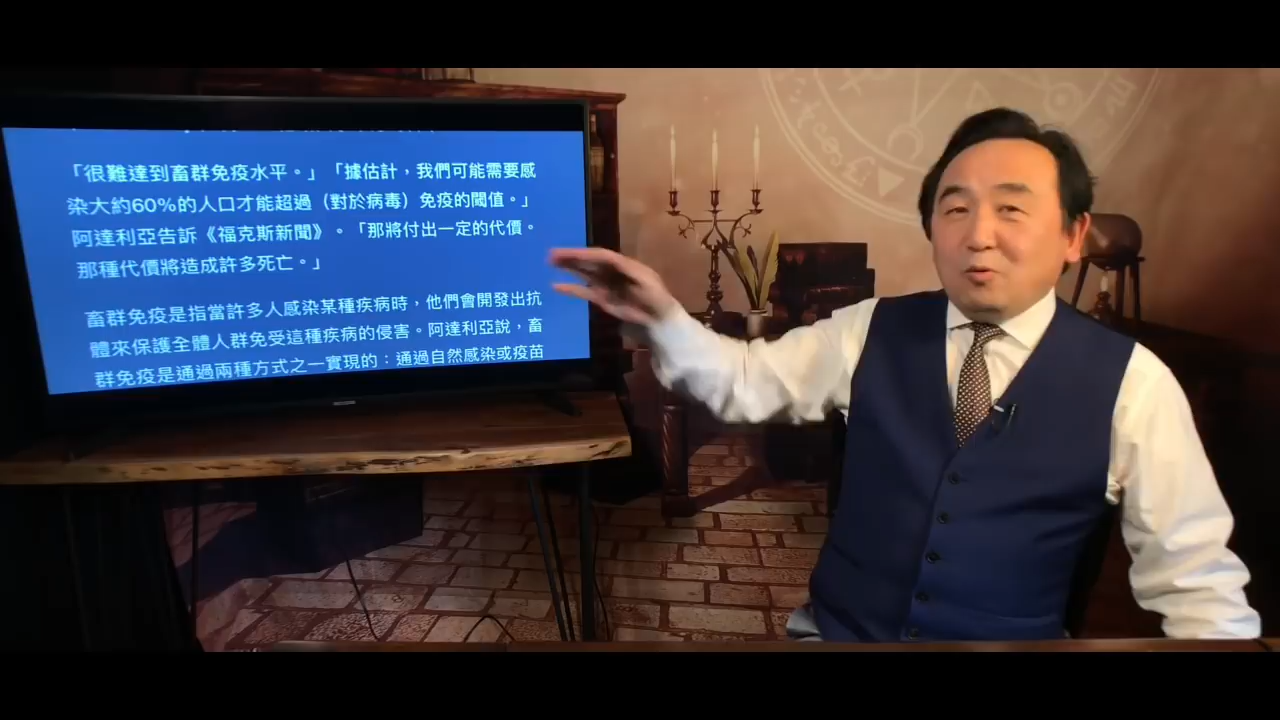 「很難達到畜群免疫水平。」「據估計，我們可能需要感
染大約60%的人口才能超過（對於病毒）免疫的閾值。」
阿達利亞告訴《福克斯新聞》。「那將付出一定的代價。
那種代價將造成許多死亡。」
畜群免疫是指當許多人感染某種疾病時，他們會開發出抗
體來保護全體人群免受這種疾病的侵害。阿達利亞說，畜
群免疫是通過兩種方式之一實現的：通過自然感染或疫苗